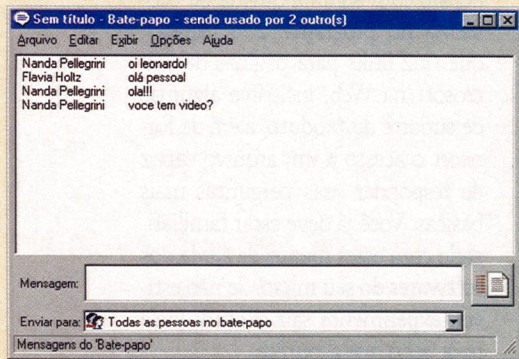 Sem título - Bate-papo - sendo usado por 2 outro(s)
Arquivo Editar Exibir Opções Ajuda
Nanda Pellegrini oi leonardo!
Flavia Holtz olá pessoal
Nanda Pellegrini ola!!!
Nanda Pellegrini voce tem video?
Mensagem:
Enviar para: Todas as pessoas no bate-papo
Mensagens do 'Bate-papo'